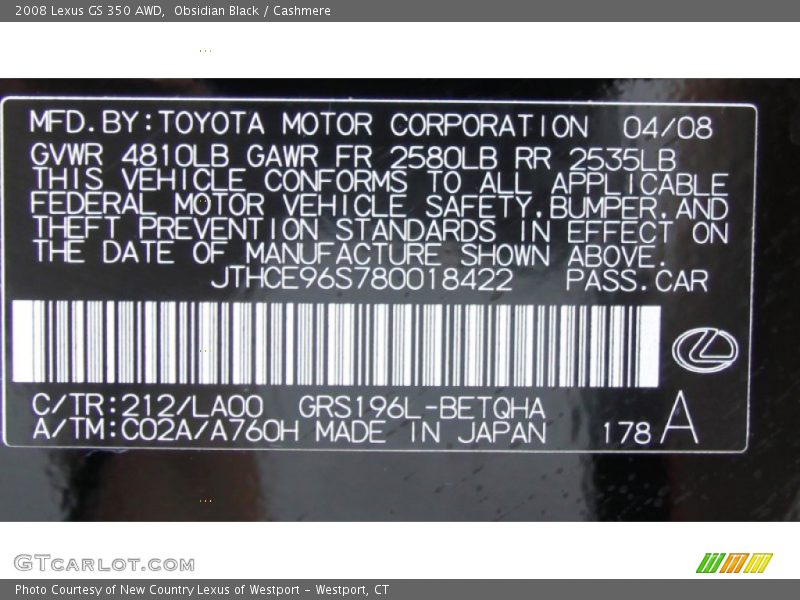 2008 Lexus GS 350 AWD, Obsidian Black / Cashmere
MFD.BY:TOYOTA MOTOR CORPORATION 04/08
GVWR 4810LB GAWR FR 2580LB RR 2535LB
THIS VEHICLE CONFORMS TO ALL APPLICABLE
FEDERAL MOTOR VEHICLE SAFETY,BUMPER,AND
THEFT PREVENTION STANDARDS IN EFFECT ON
THE DATE OF MANUFACTURE SHOWN ABOVE.
JTHCE96S780018422 PASS.CAR
C/TR:212/LA00 GRS196L-BETQHA
A/TM:C02A/A760H MADE IN JAPAN 178 A
GTCARLOT.COM
Photo Courtesy of New Country Lexus of Westport - Westport, CT